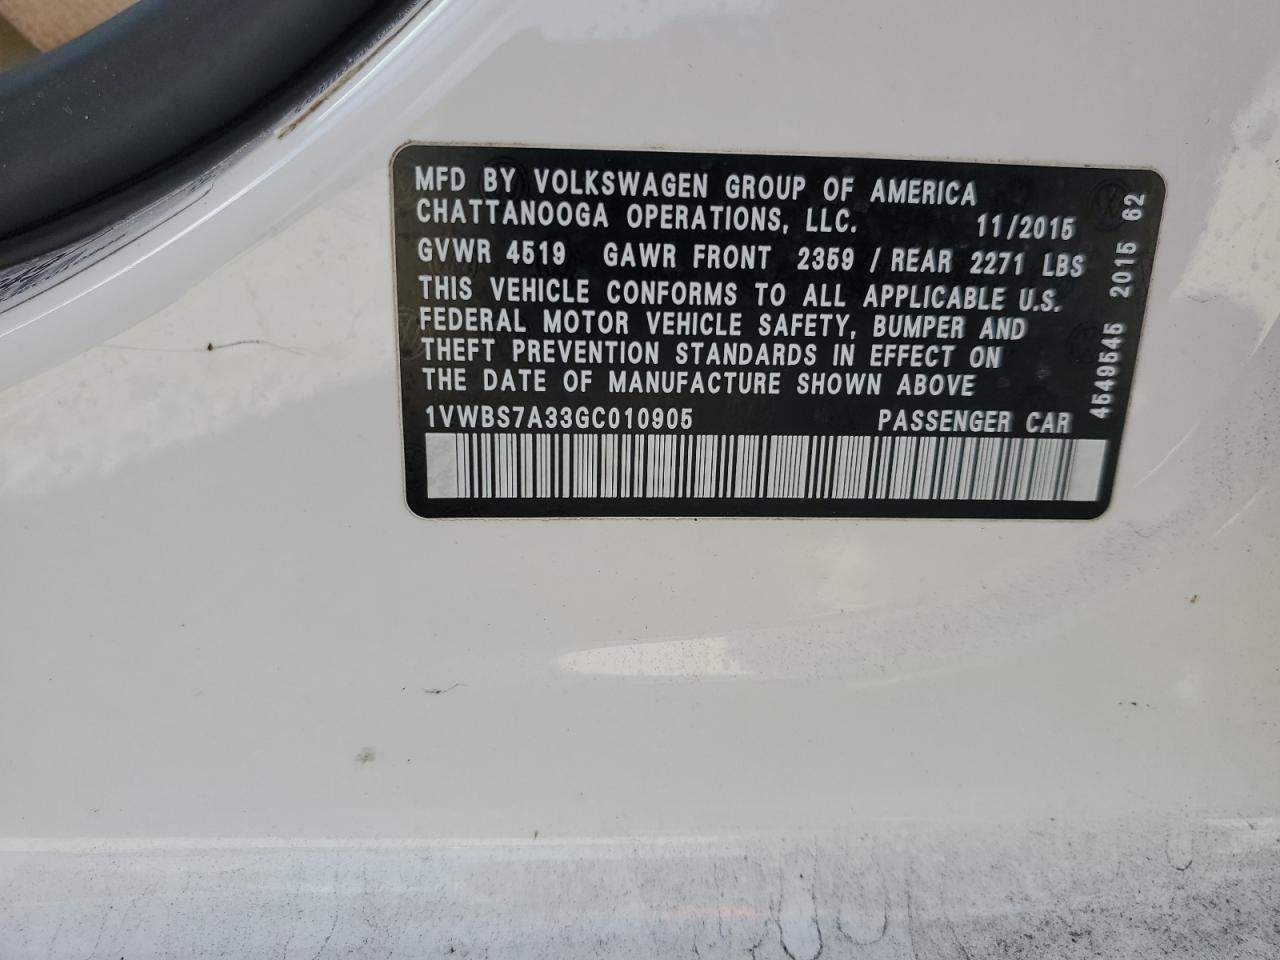 MFD BY VOLKSWAGEN GROUP OF AMERICA
CHATTANOOGA OPERATIONS, LLC. 11/2015
GVWR 4519 GAWR FRONT 2359 / REAR 2271 LBS
THIS VEHICLE CONFORMS TO ALL APPLICABLE U.S.
FEDERAL MOTOR VEHICLE SAFETY, BUMPER AND
THEFT PREVENTION STANDARDS IN EFFECT ON
THE DATE OF MANUFACTURE SHOWN ABOVE
1VWBS7A33GC010905 PASSENGER CAR
4549545 2015 62